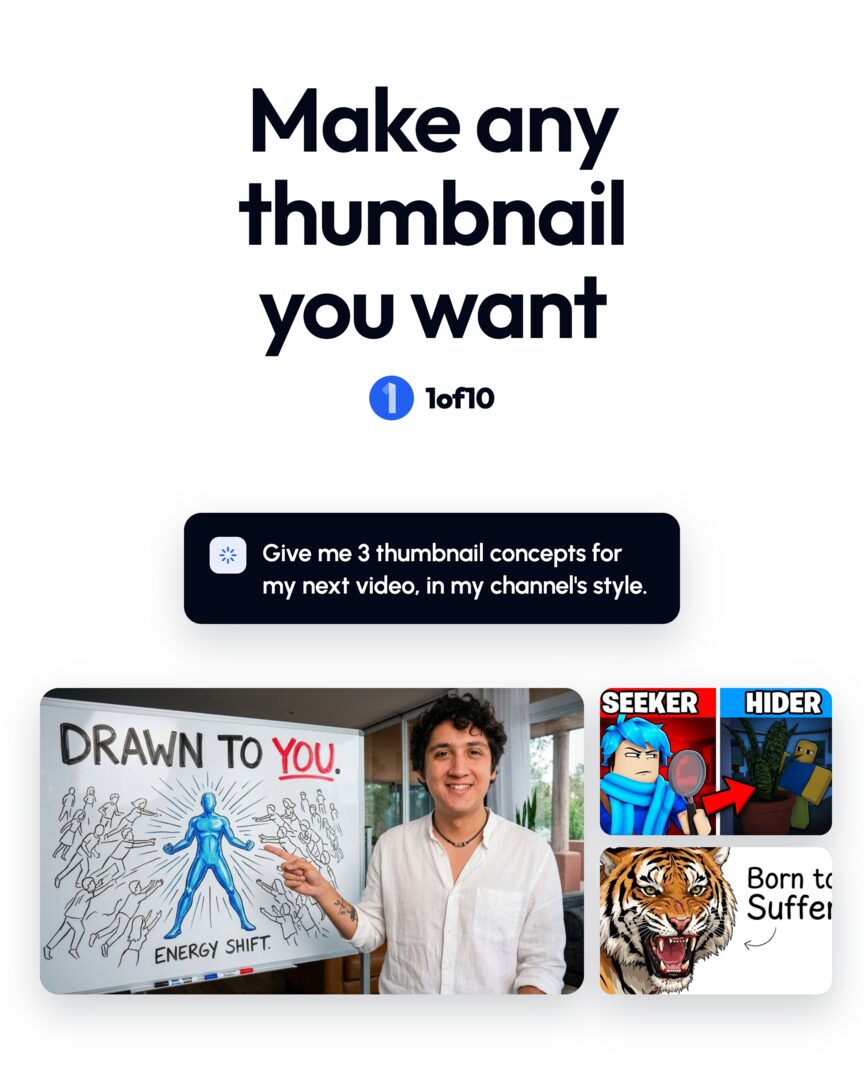 Make any
thumbnail
you want
1of10
Give me 3 thumbnail concepts for
my next video, in my channel's style.
DRAWN TO YOU.
ENERGY SHIFT.
SEEKER
HIDER
Born to
Suffer